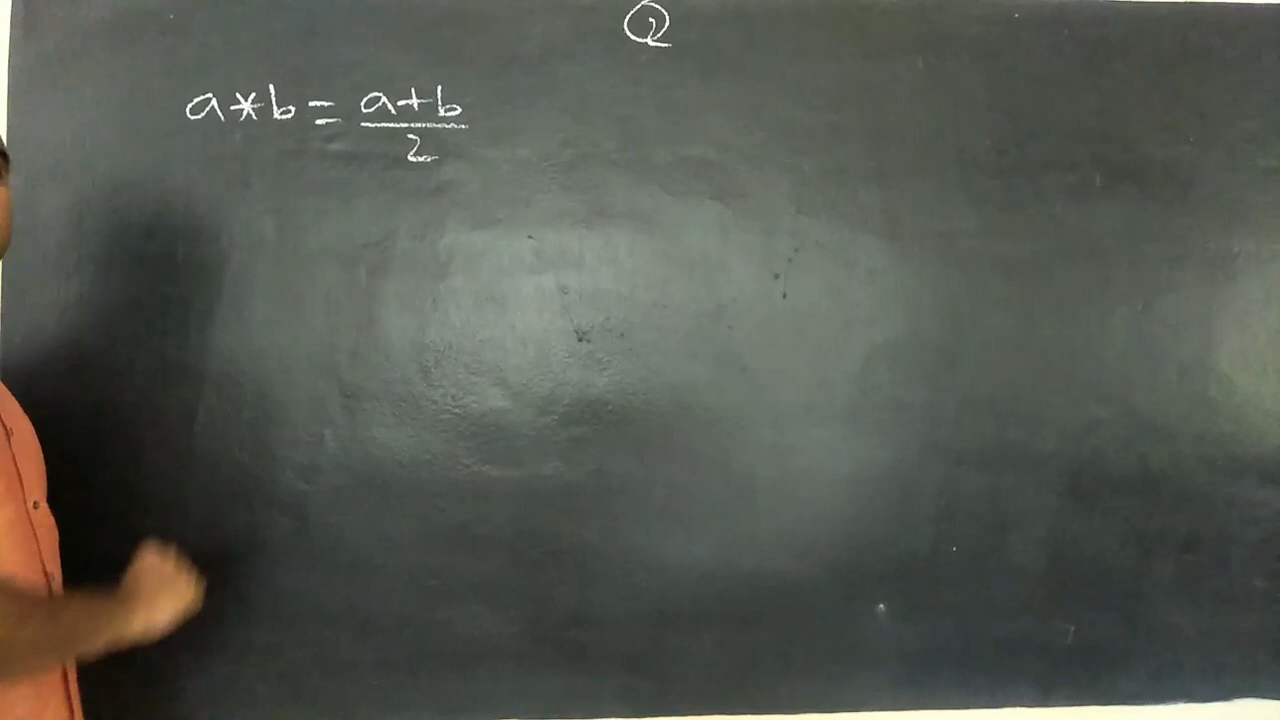 Q
a*b = a+b/2